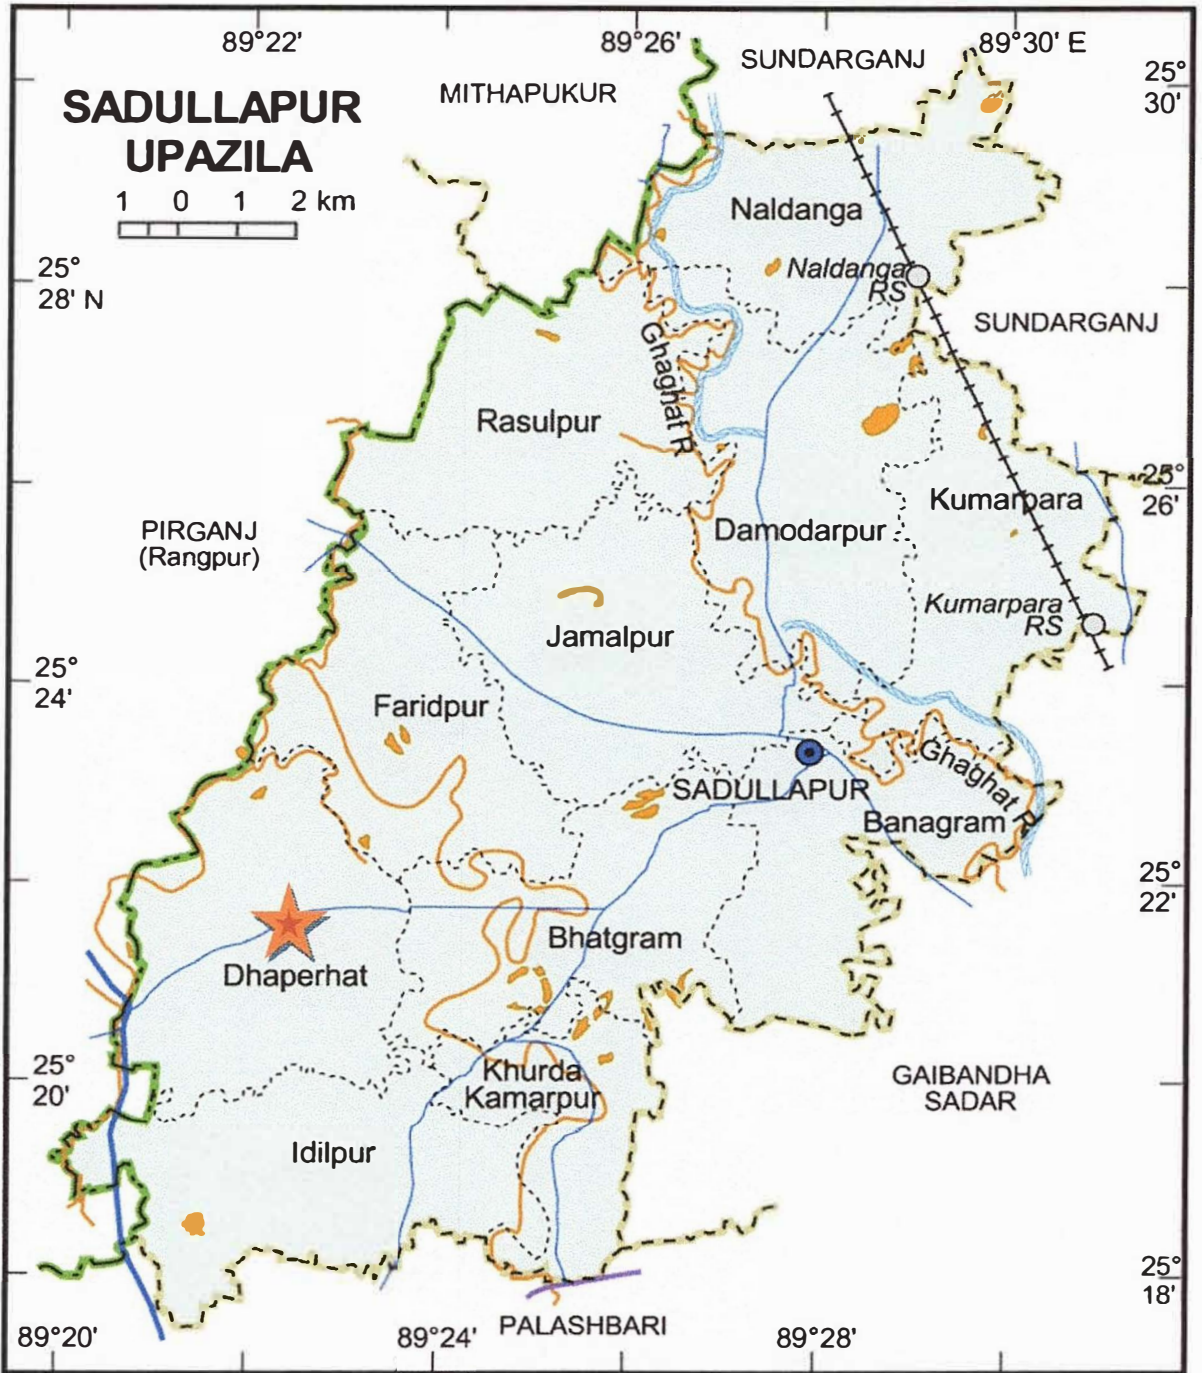 89°22'
89°26'
89°30' E
SUNDARGANJ
25°
30'
MITHAPUKUR
SADULLAPUR
UPAZILA
1 0 1 2 km
Naldanga
25°
28' N
Naldanga
RS
SUNDARGANJ
Ghaghat R
Rasulpur
25°
26'
Kumarpara
PIRGANJ
(Rangpur)
Damodarpur
Kumarpara
RS
Jamalpur
25°
24'
Faridpur
Ghaghat R
SADULLAPUR
Banagram
25°
22'
Bhatgram
Dhaperhat
25°
20'
Khurda
Kamarpur
GAIBANDHA
SADAR
Idilpur
25°
18'
PALASHBARI
89°20'
89°24'
89°28'